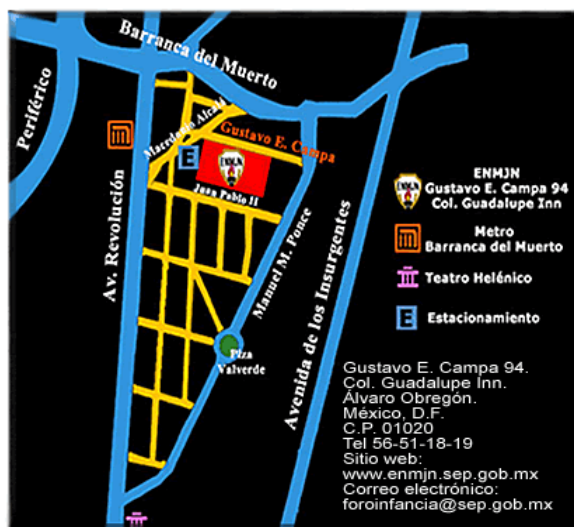 Barranca del Muerto
Periférico
Macedonio Alcalá
Gustavo E. Campa
E
ENMJN
Juan Pablo II
Av. Revolución
Manuel M. Ponce
Avenida de los Insurgentes
Plza
Valverde
ENMJN
ENMJN
Gustavo E. Campa 94
Col. Guadalupe Inn
Metro
Barranca del Muerto
Teatro Helénico
E
Estacionamiento
Gustavo E. Campa 94.
Col. Guadalupe Inn.
Álvaro Obregón.
México, D.F.
C.P. 01020
Tel 56-51-18-19
Sitio web:
www.enmjn.sep.gob.mx
Correo electrónico:
foroinfancia@sep.gob.mx